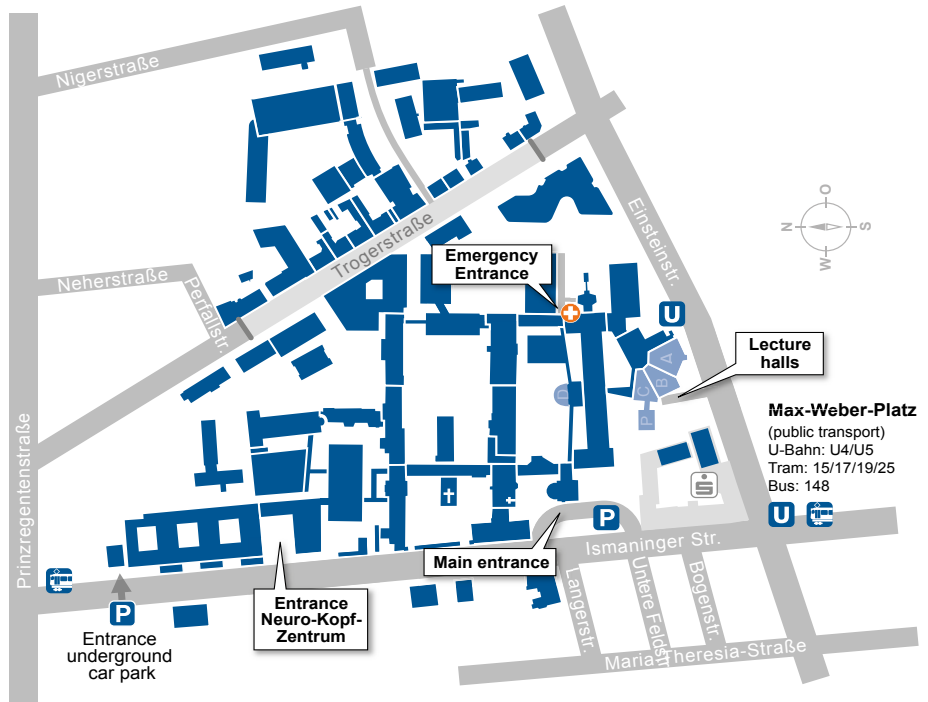 Nigerstraße
Neherstraße
Perfallstr.
Trogerstraße
Einsteinstr.
Prinzregentenstraße
O
N
S
W
Emergency
Entrance
U
Lecture
halls
A
B
C
D
P
Max-Weber-Platz
(public transport)
U-Bahn: U4/U5
Tram: 15/17/19/25
Bus: 148
S
U
P
Ismaninger Str.
Main entrance
Langerstr.
Untere Feldstr.
Bogenstr.
Maria-Theresia-Straße
Entrance
Neuro-Kopf-
Zentrum
P
Entrance
underground
car park